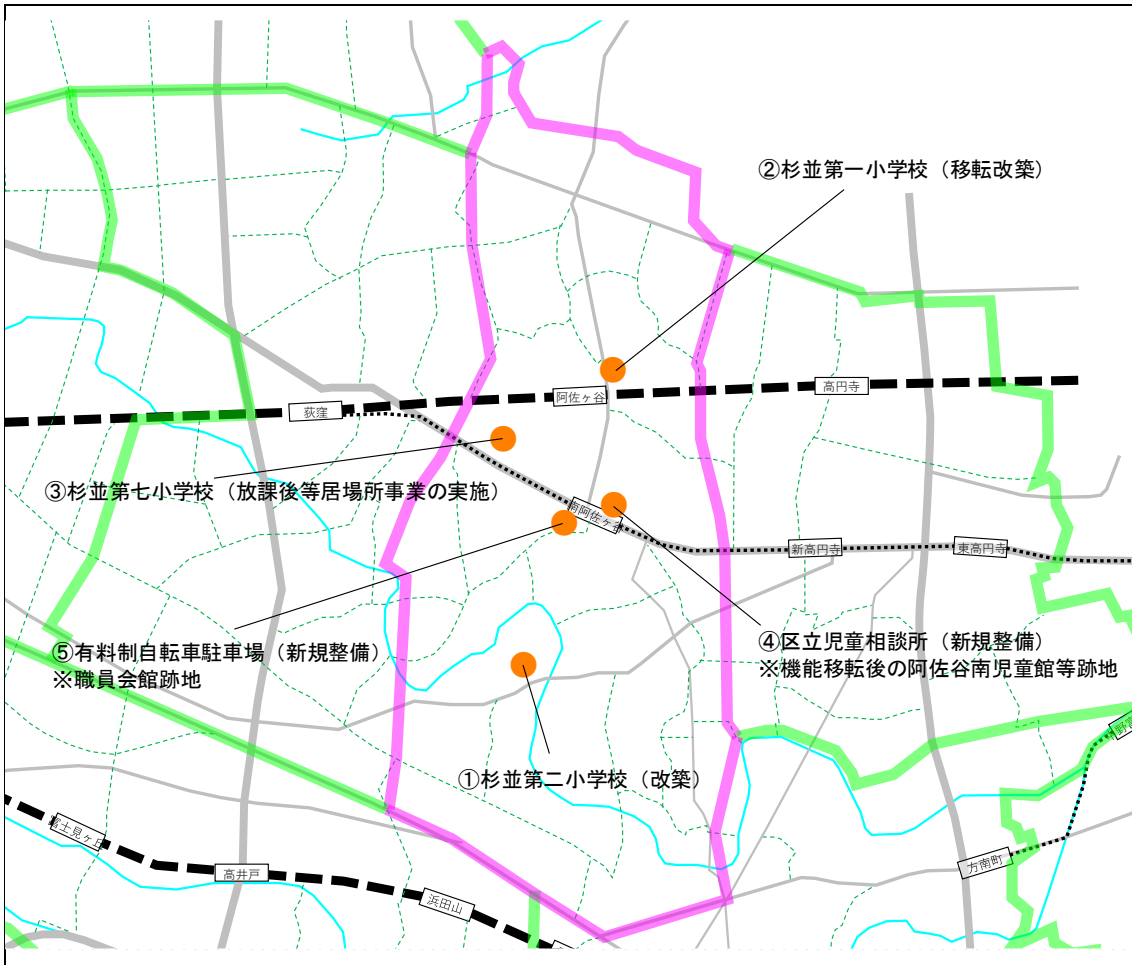 ②杉並第一小学校（移転改築）
高円寺
阿佐ヶ谷
荻窪
③杉並第七小学校（放課後等居場所事業の実施）
南阿佐ヶ谷
新高円寺
東高円寺
④区立児童相談所（新規整備）
※機能移転後の阿佐谷南児童館等跡地
⑤有料制自転車駐車場（新規整備）
※職員会館跡地
①杉並第二小学校（改築）
富士見ヶ丘
高井戸
浜田山
方南町